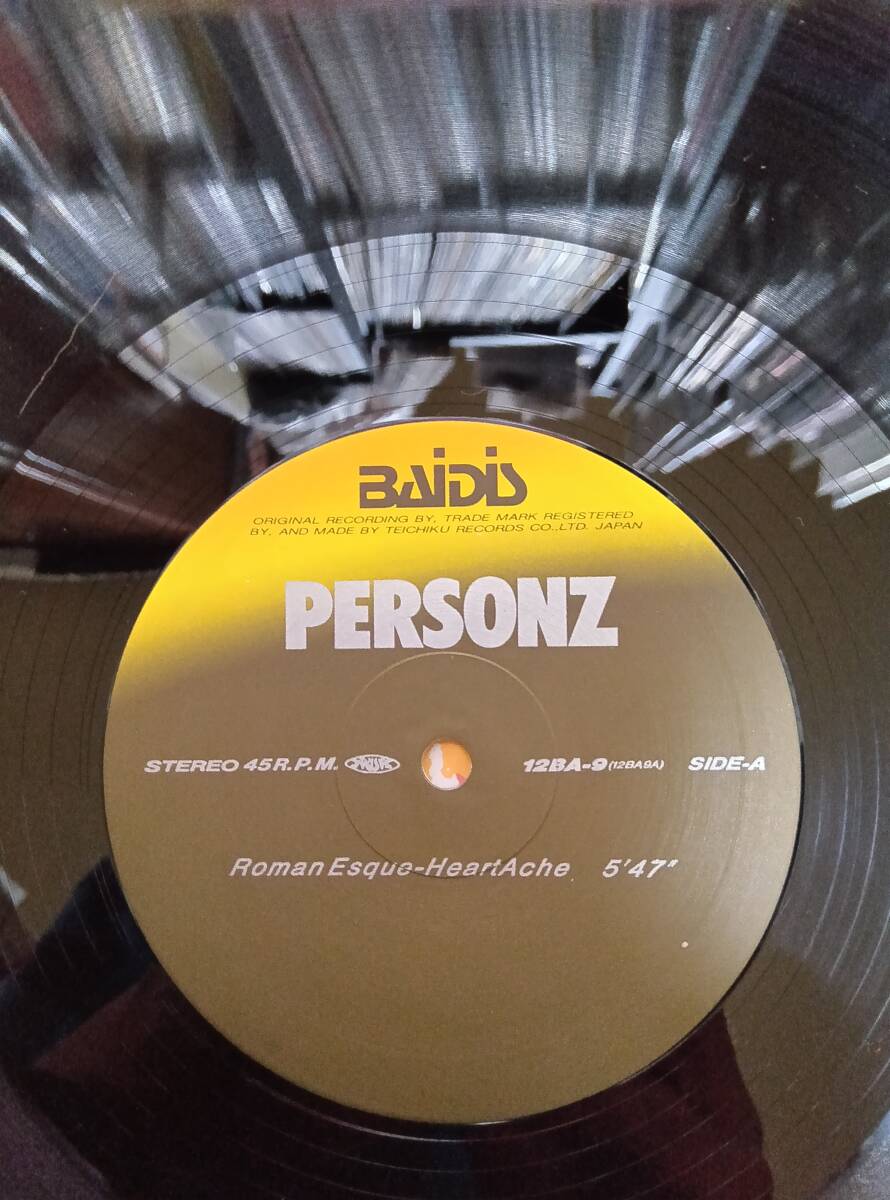 BAIDIS
ORIGINAL RECORDING BY, TRADE MARK REGISTERED
BY, AND MADE BY TEICHIKU RECORDS CO.,LTD. JAPAN
PERSONZ
STEREO 45 R.P.M. 12BA-9 (12BA9A) SIDE-A
Roman Esque-HeartAche 5'47"